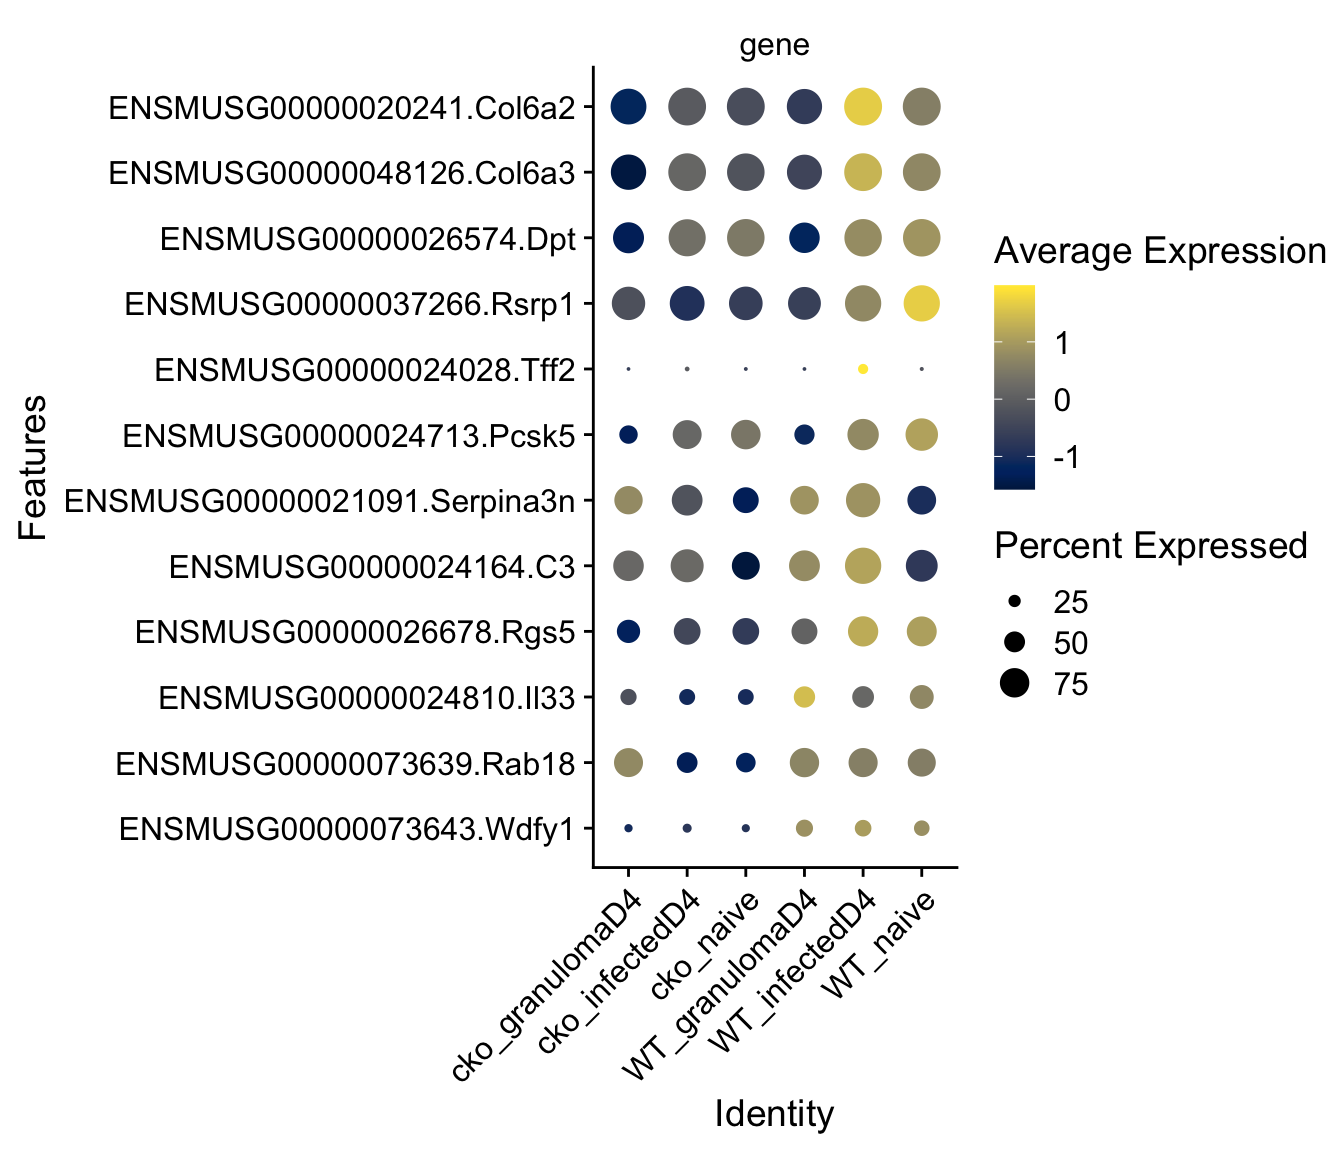 gene
ENSMUSG00000020241.Col6a2
ENSMUSG00000048126.Col6a3
ENSMUSG00000026574.Dpt
ENSMUSG00000037266.Rsrp1
ENSMUSG00000024028.Tff2
ENSMUSG00000024713.Pcsk5
ENSMUSG00000021091.Serpina3n
ENSMUSG00000024164.C3
ENSMUSG00000026678.Rgs5
ENSMUSG00000024810.Il33
ENSMUSG00000073639.Rab18
ENSMUSG00000073643.Wdfy1
Features
cko_granulomaD4
cko_infectedD4
cko_naive
WT_granulomaD4
WT_infectedD4
WT_naive
Identity
Average Expression
1
0
-1
Percent Expressed
25
50
75